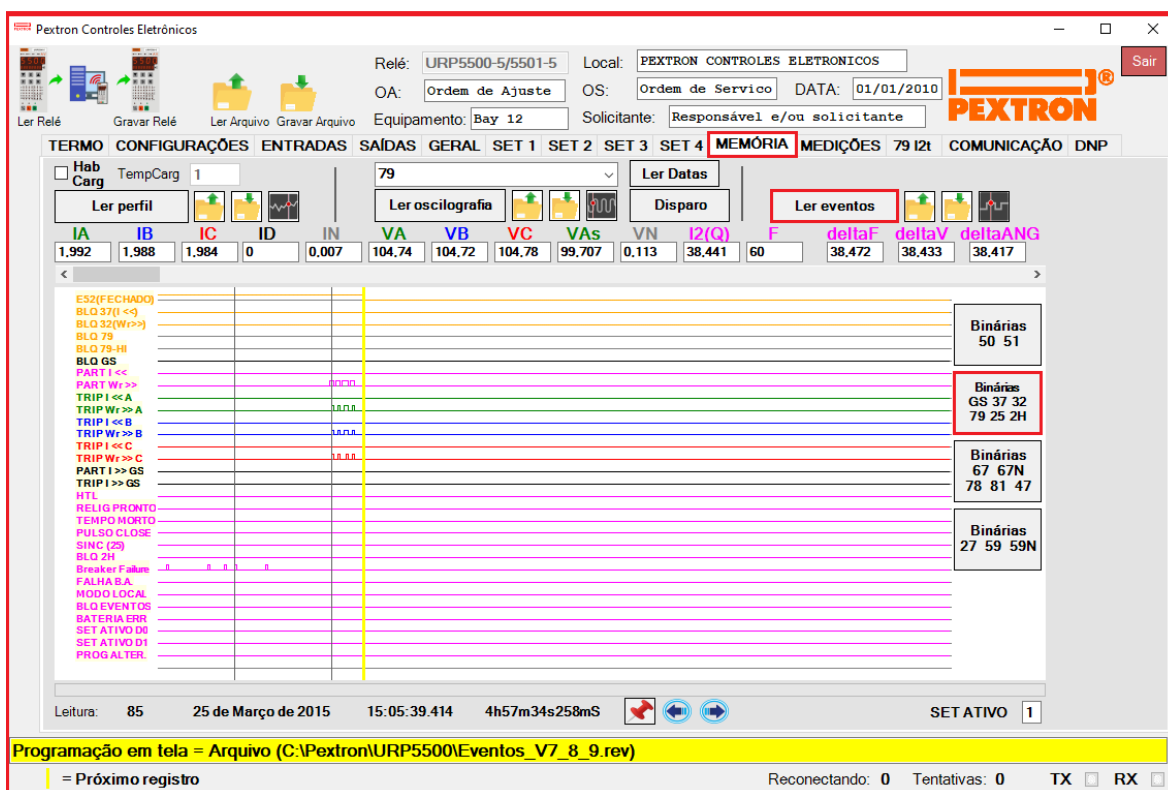 Pextron Controles Eletrônicos
Relé: URP5500-5/5501-5 Local: PEXTRON CONTROLES ELETRONICOS Sair
OA: Ordem de Ajuste OS: Ordem de Servico DATA: 01/01/2010
Ler Relé Gravar Relé Ler Arquivo Gravar Arquivo Equipamento: Bay 12 Solicitante: Responsável e/ou solicitante PEXTRON ®
TERMO CONFIGURAÇÕES ENTRADAS SAÍDAS GERAL SET 1 SET 2 SET 3 SET 4 MEMÓRIA MEDIÇÕES 79 I2t COMUNICAÇÃO DNP
Hab Carg TempCarg 1 79 Ler Datas
Ler perfil Ler oscilografia Disparo Ler eventos
IA IB IC ID IN VA VB VC VAs VN I2(Q) F deltaF deltaV deltaANG
1,992 1,988 1,984 0 0,007 104,74 104,72 104,78 99,707 0,113 38,441 60 38,472 38,433 38,417
E52(FECHADO)
BLQ 37(I <<)
BLQ 32(Wr>>)
BLQ 79
BLQ 79-HI
BLQ GS
PART I <<
PART Wr >>
TRIP I << A
TRIP Wr >> A
TRIP I << B
TRIP Wr >> B
TRIP I << C
TRIP Wr >> C
PART I >> GS
TRIP I >> GS
HTL
RELIG PRONTO
TEMPO MORTO
PULSO CLOSE
SINC (25)
BLQ 2H
Breaker Failure
FALHA B.A.
MODO LOCAL
BLQ EVENTOS
BATERIA ERR
SET ATIVO D0
SET ATIVO D1
PROG ALTER.
Binárias
50 51
Binárias
GS 37 32
79 25 2H
Binárias
67 67N
78 81 47
Binárias
27 59 59N
Leitura: 85 25 de Março de 2015 15:05:39.414 4h57m34s258mS SET ATIVO 1
Programação em tela = Arquivo (C:\Pextron\URP5500\Eventos_V7_8_9.rev)
= Próximo registro Reconectando: 0 Tentativas: 0 TX RX